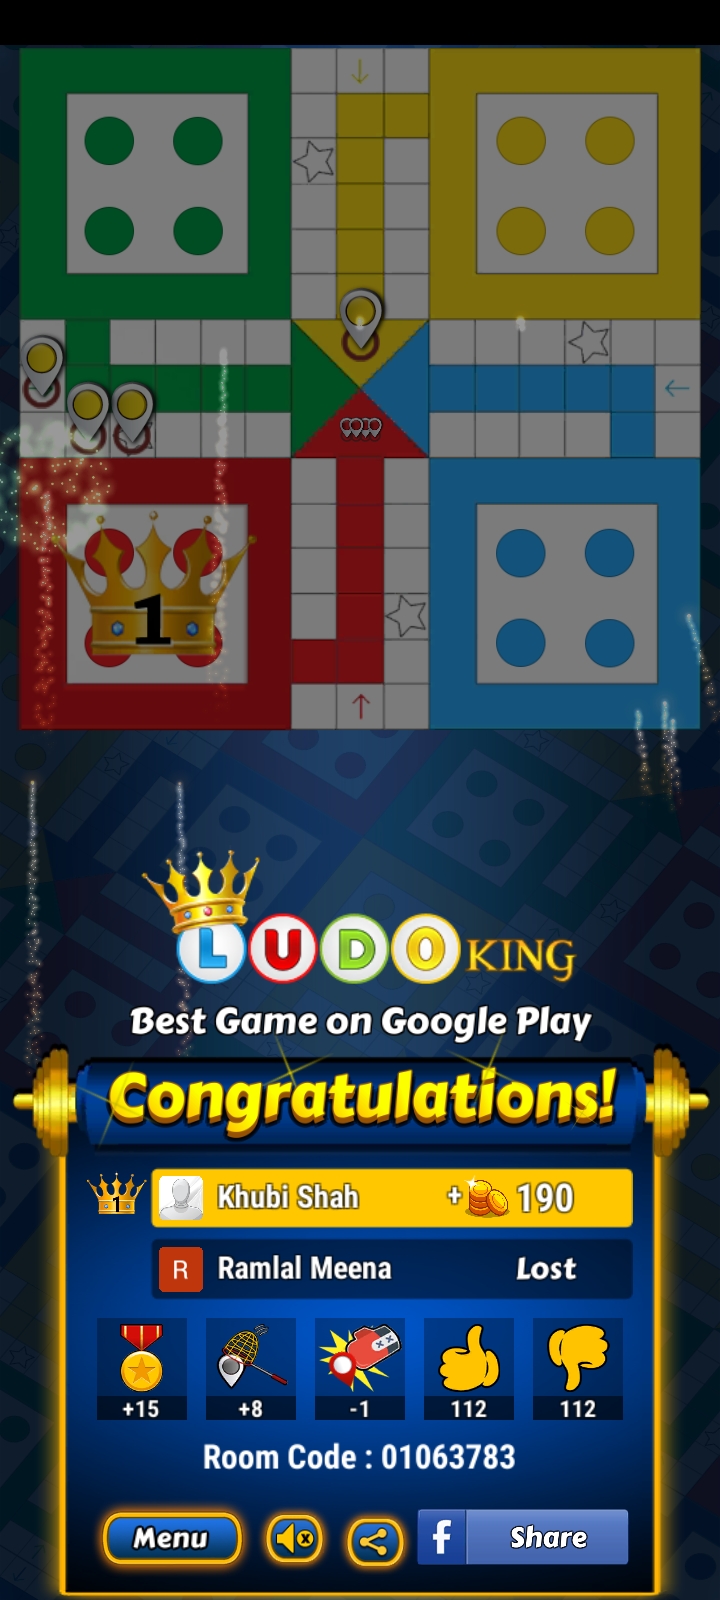 1
LUDO KING
Best Game on Google Play
Congratulations!
1 Khubi Shah + 190
R Ramlal Meena Lost
+15 +8 -1 112 112
Room Code : 01063783
Menu f Share